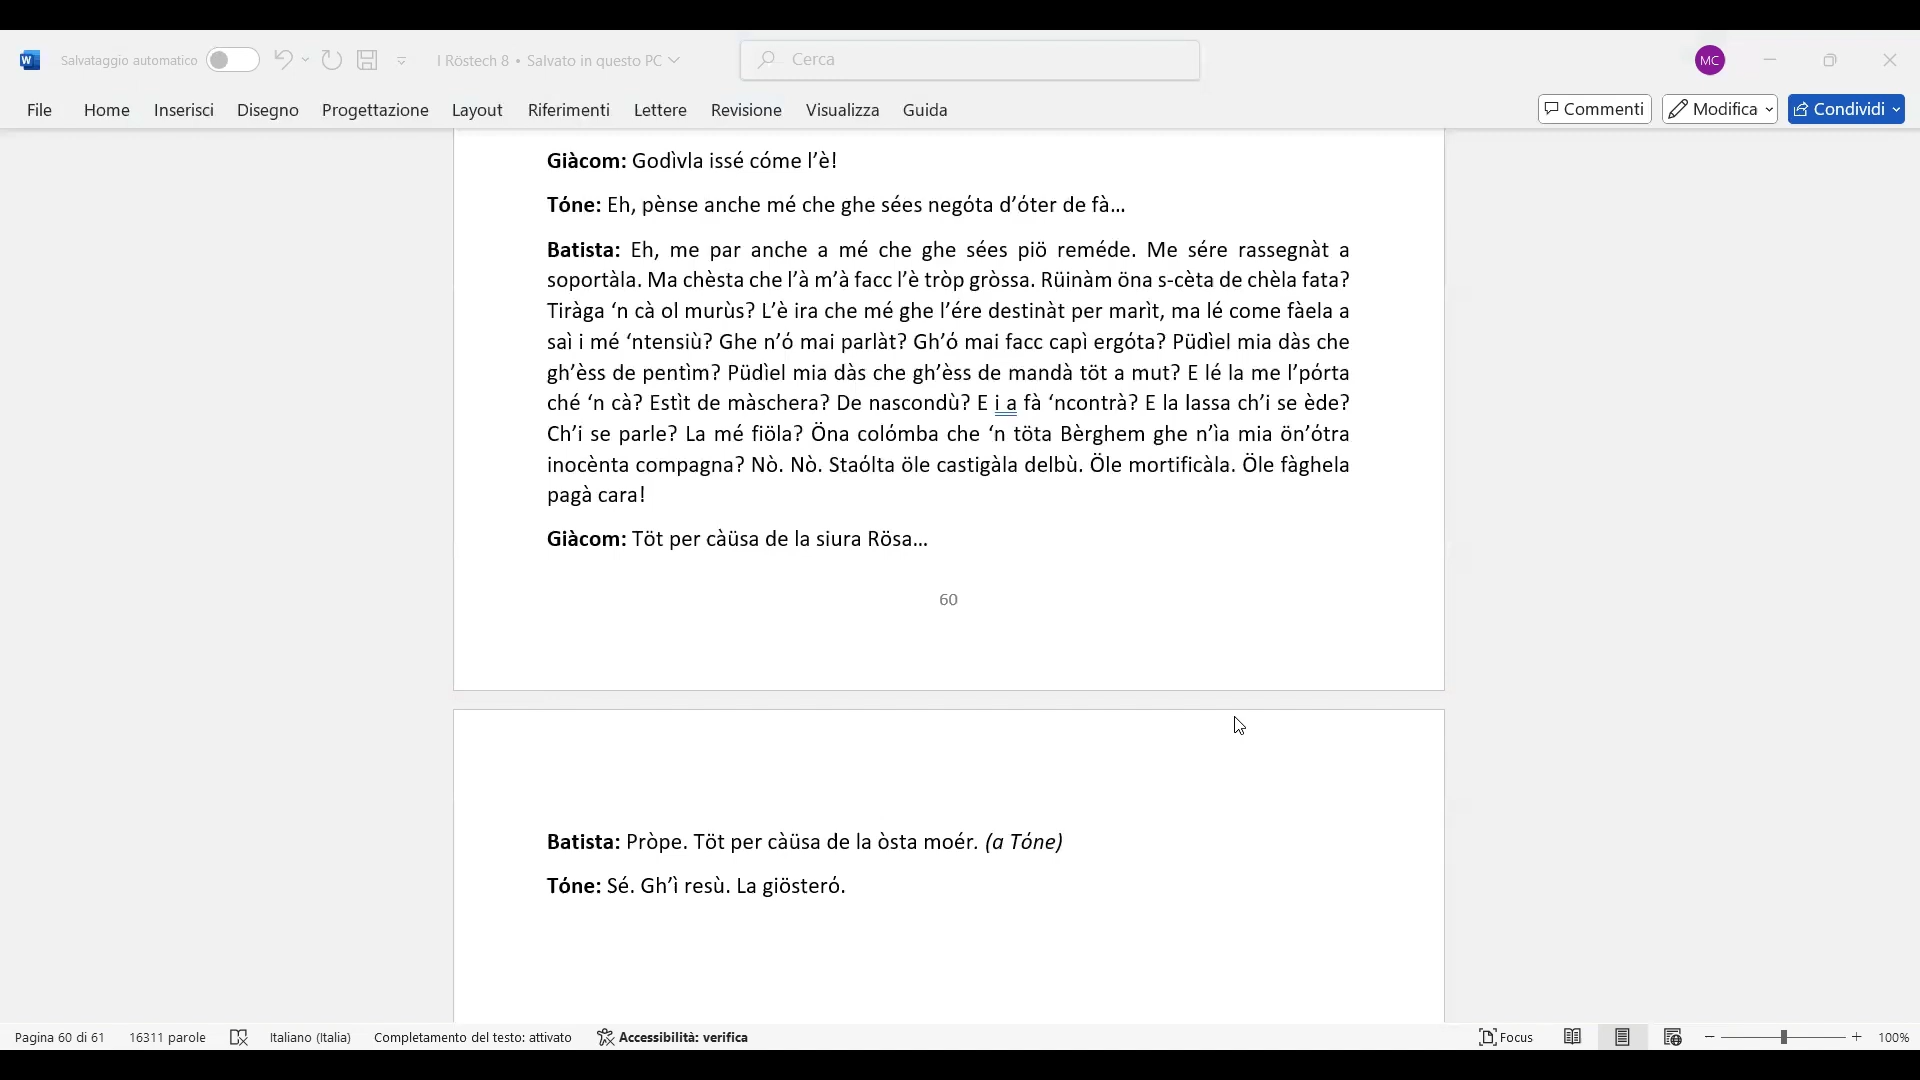 Salvataggio automatico
I Röstech 8 • Salvato in questo PC
Cerca
MC
File Home Inserisci Disegno Progettazione Layout Riferimenti Lettere Revisione Visualizza Guida
Commenti Modifica Condividi
Giàcom: Godìvla issé cóme l’è!
Tóne: Eh, pènse anche mé che ghe sées negóta d’óter de fà...
Batista: Eh, me par anche a mé che ghe sées piö reméde. Me sére rassegnàt a
soportàla. Ma chèsta che l’à m’à facc l’è tròp gròssa. Rüinàm öna s-cèta de chèla fata?
Tiràga ‘n cà ol murùs? L’è ira che mé ghe l’ére destinàt per marìt, ma lé come fàela a
saì i mé ‘ntensiù? Ghe n’ó mai parlàt? Gh’ó mai facc capì ergóta? Püdìel mia dàs che
gh’èss de pentìm? Püdìel mia dàs che gh’èss de mandà töt a mut? E lé la me l’pórta
ché ‘n cà? Estìt de màschera? De nascondù? E i a fà ‘ncontrà? E la lassa ch’i se ède?
Ch’i se parle? La mé fiöla? Öna colómba che ‘n töta Bèrghem ghe n’ìa mia ön’ótra
inocènta compagna? Nò. Nò. Staólta öle castigàla delbù. Öle mortificàla. Öle fàghela
pagà cara!
Giàcom: Töt per càüsa de la siura Rösa...
60
Batista: Pròpe. Töt per càüsa de la òsta moér. (a Tóne)
Tóne: Sé. Gh’ì resù. La giösteró.
Pagina 60 di 61 16311 parole Italiano (Italia) Completamento del testo: attivato Accessibilità: verifica Focus 100%